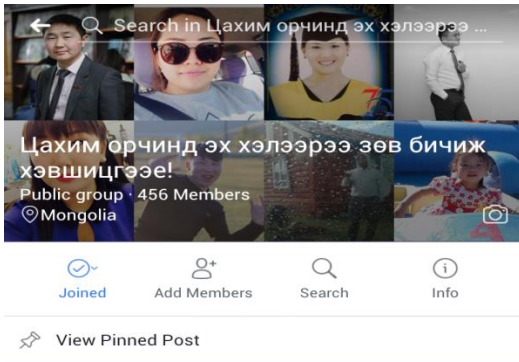 Search in Цахим орчинд эх хэлээрээ ...
Цахим орчинд эх хэлээрээ зөв бичиж
хэвшицгээе!
Public group · 456 Members
Mongolia
Joined
Add Members
Search
Info
View Pinned Post